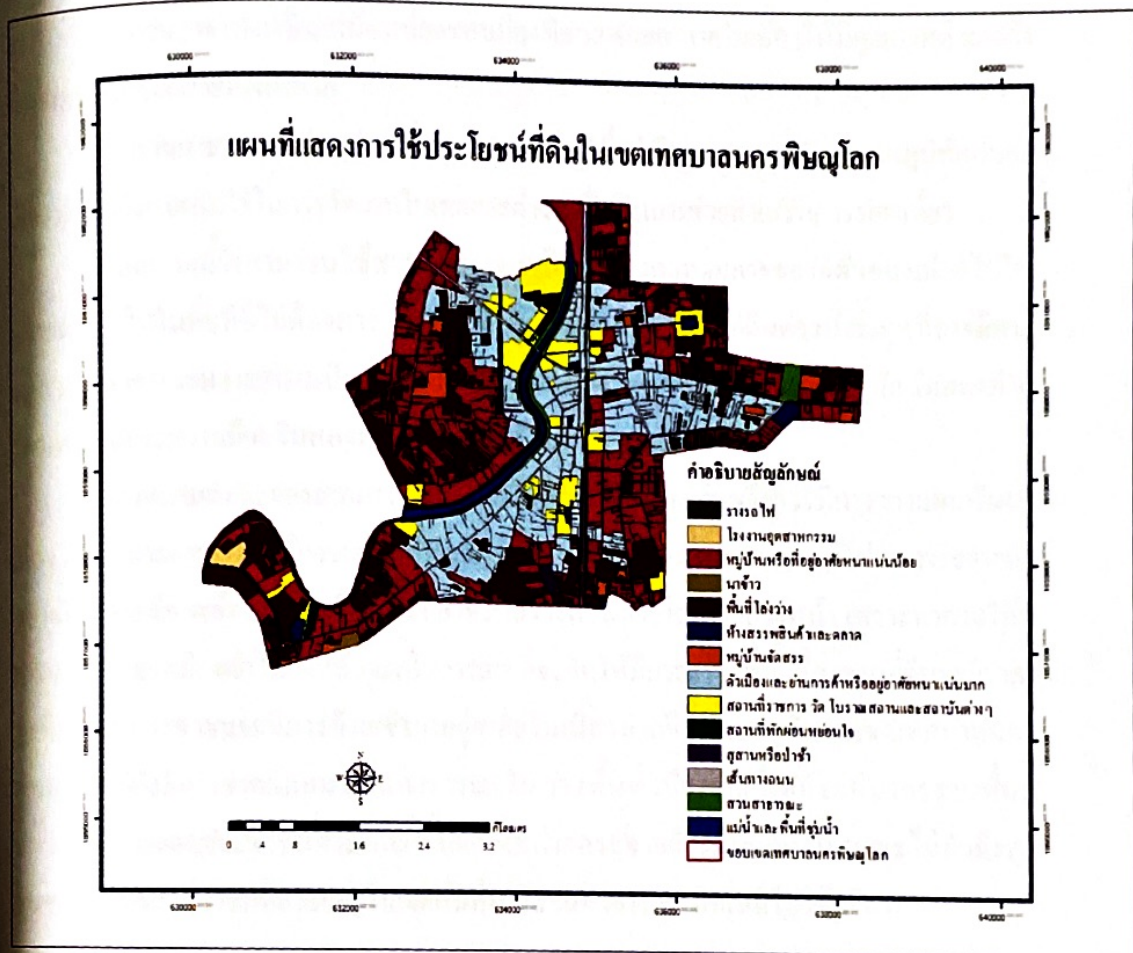 630000 632000 634000 636000 638000 640000
แผนที่แสดงการใช้ประโยชน์ที่ดินในเขตเทศบาลนครพิษณุโลก
คำอธิบายสัญลักษณ์
รางรถไฟ
โรงงานอุตสาหกรรม
หมู่บ้านหรือที่อยู่อาศัยหนาแน่นน้อย
นาข้าว
พื้นที่โล่งว่าง
ห้างสรรพสินค้าและตลาด
หมู่บ้านจัดสรร
ตัวเมืองและย่านการค้าหรืออยู่อาศัยหนาแน่นมาก
สถานที่ราชการ วัด โบราณสถานและสถาบันต่างๆ
สถานที่พักผ่อนหย่อนใจ
สุสานหรือป่าช้า
เส้นทางถนน
สวนสาธารณะ
แม่น้ำและพื้นที่ชุ่มน้ำ
ขอบเขตเทศบาลนครพิษณุโลก
N
W E
S
กิโลเมตร
0 4 1.6 2.4 3.2
630000 632000 634000 636000 638000 640000